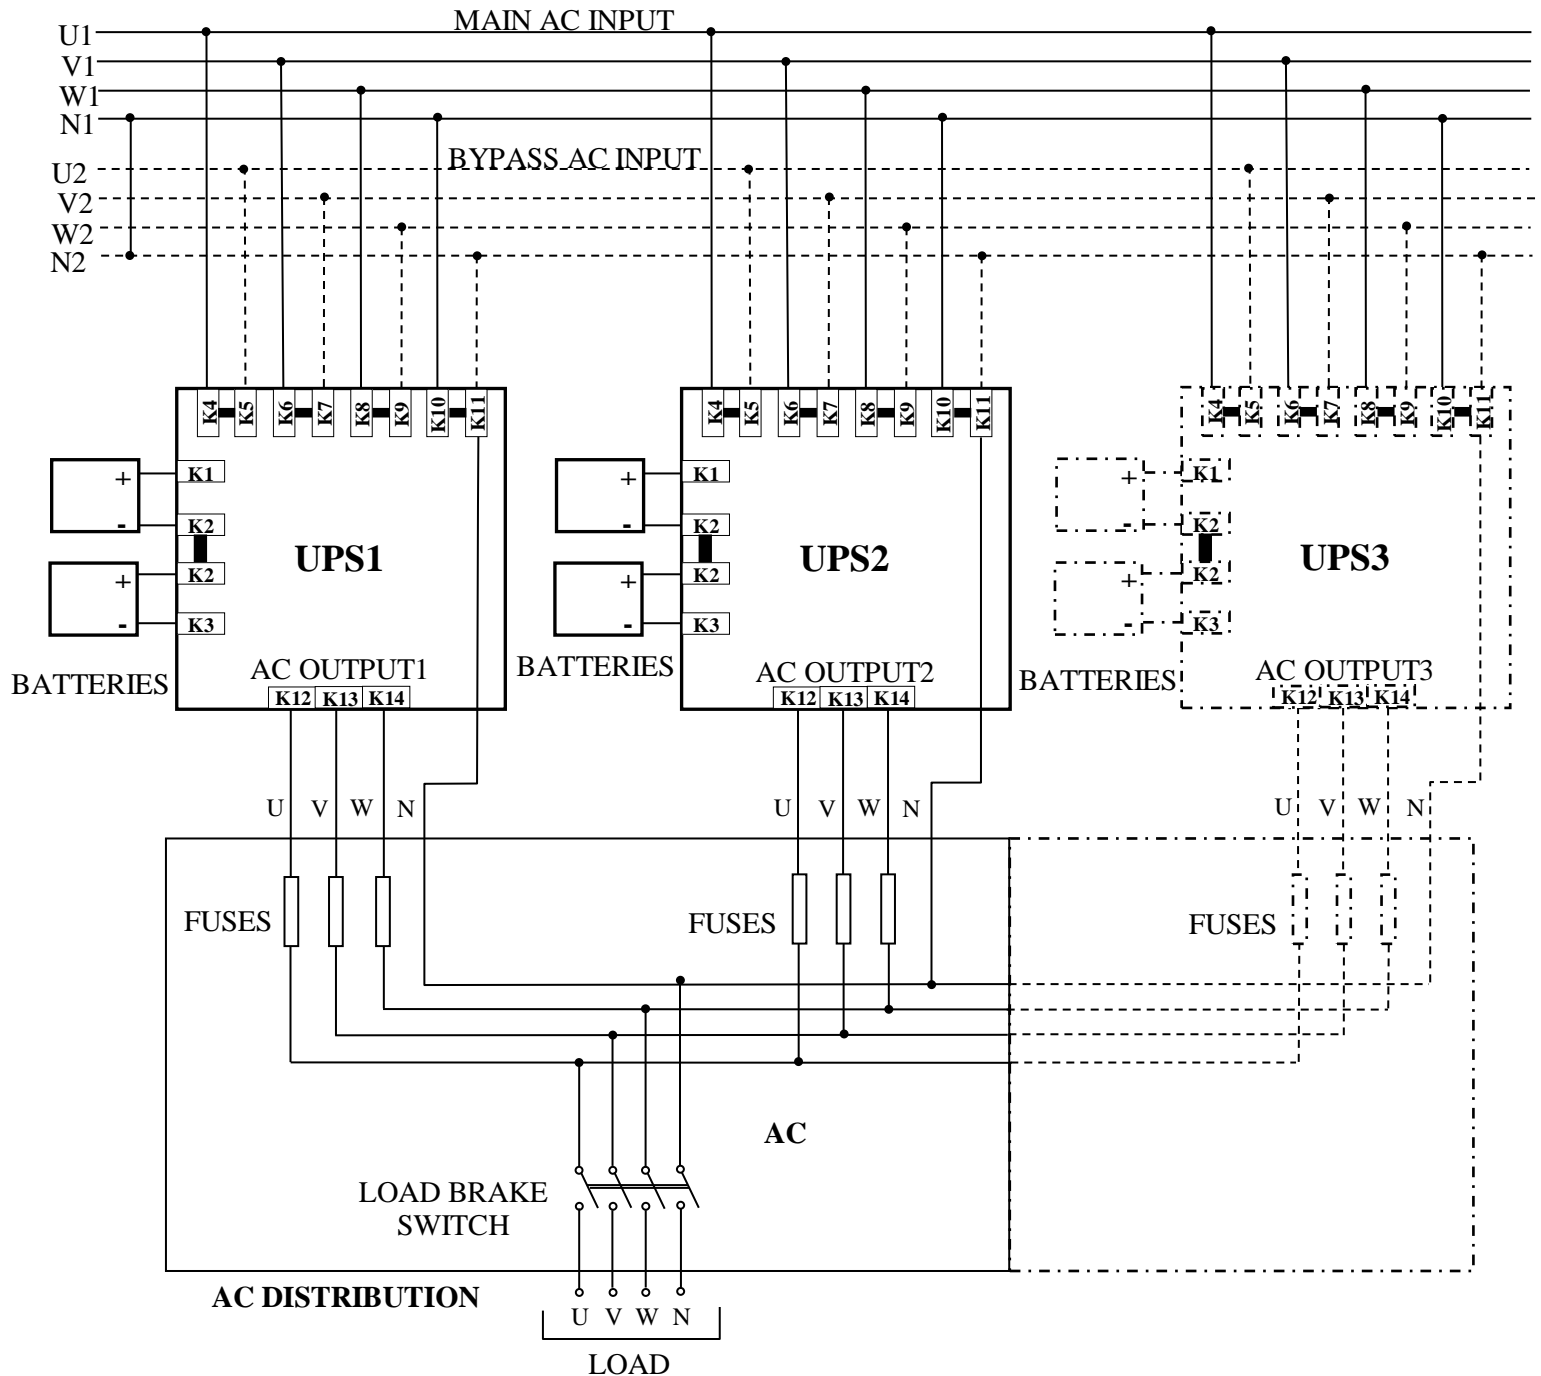 MAIN AC INPUT
U1
V1
W1
N1
BYPASS AC INPUT
U2
V2
W2
N2
K4 K5 K6 K7 K8 K9 K10 K11
K4 K5 K6 K7 K8 K9 K10 K11
K4 K5 K6 K7 K8 K9 K10 K11
+ K1
- K2
+ K2
- K3
UPS1
BATTERIES
AC OUTPUT1
K12 K13 K14
+ K1
- K2
+ K2
- K3
UPS2
BATTERIES
AC OUTPUT2
K12 K13 K14
+ K1
- K2
+ K2
- K3
UPS3
BATTERIES
AC OUTPUT3
K12 K13 K14
U V W N
U V W N
U V W N
FUSES
FUSES
FUSES
AC
LOAD BRAKE
SWITCH
AC DISTRIBUTION
U V W N
LOAD